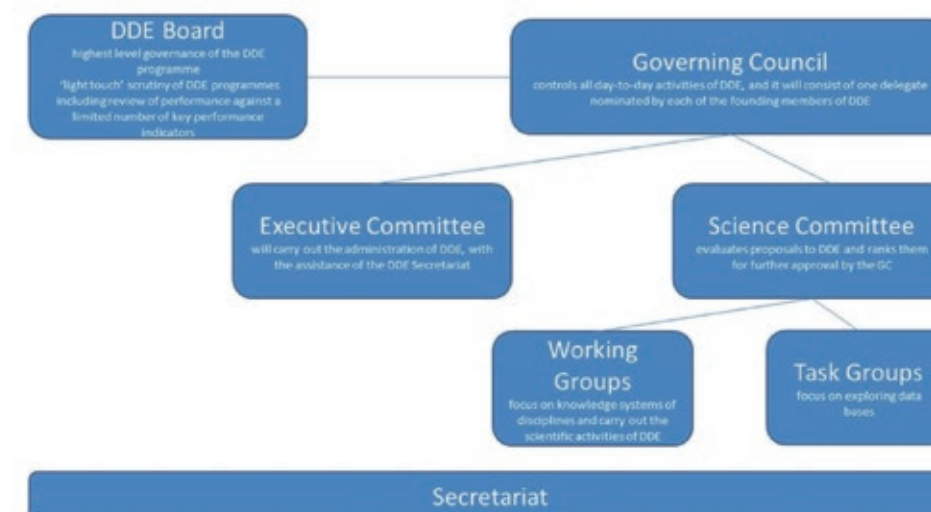 DDE Board
highest level governance of the DDE
programme
'light touch' scrutiny of DDE programmes
including review of performance against a
limited number of key performance
indicators
Governing Council
controls all day-to-day activities of DDE, and it will consist of one delegate
nominated by each of the founding members of DDE
Executive Committee
will carry out the administration of DDE, with
the assistance of the DDE Secretariat
Science Committee
evaluates proposals to DDE and ranks them
for further approval by the GC
Working
Groups
focus on knowledge systems of
disciplines and carry out the
scientific activities of DDE
Task Groups
focus on exploring data
bases
Secretariat